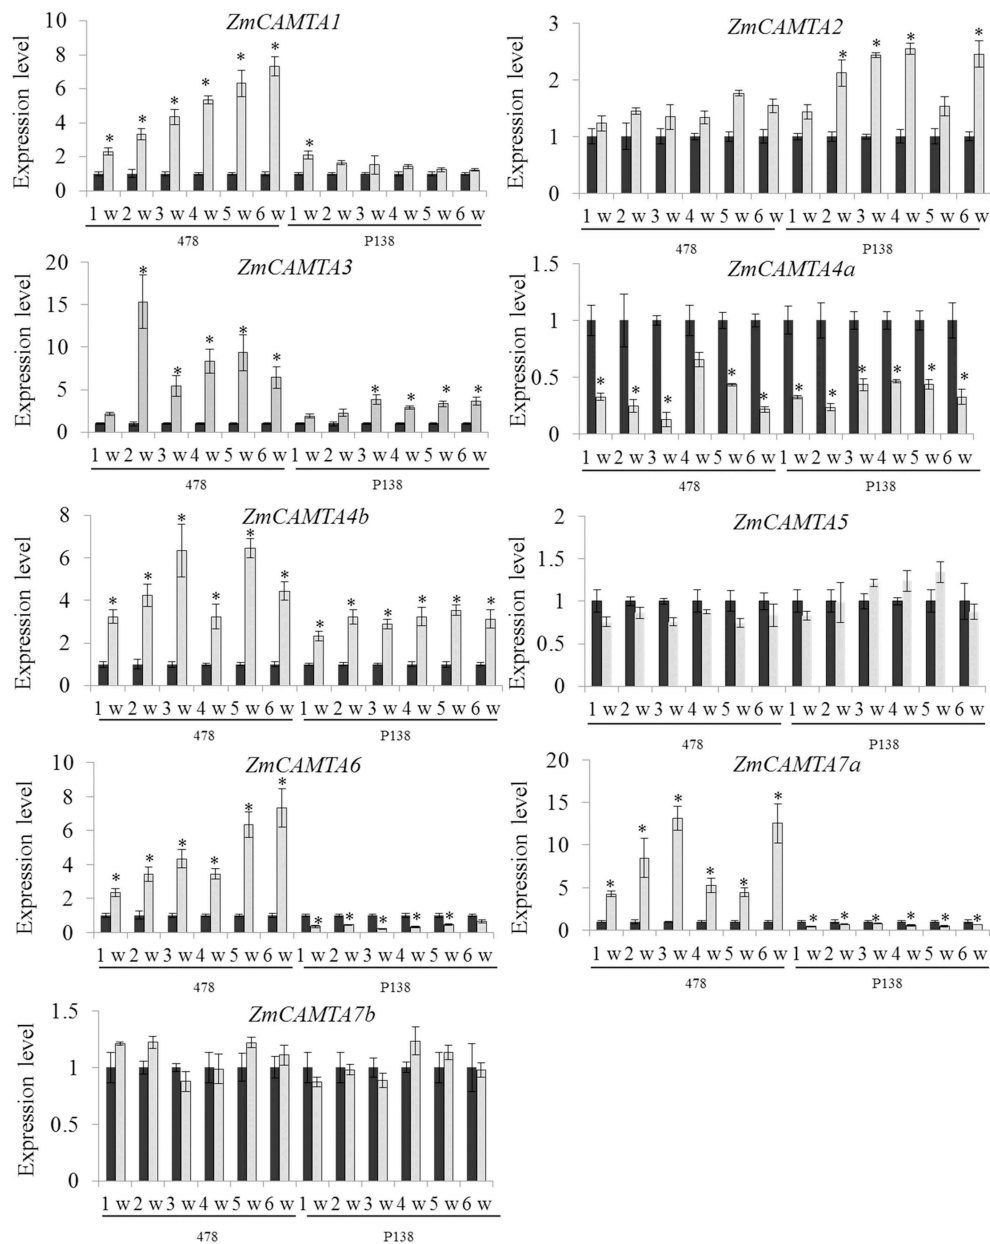 ZmCAMTA1
Expression level
10
8
6
4
2
0
* * * * * * *
1 w 2 w 3 w 4 w 5 w 6 w 1 w 2 w 3 w 4 w 5 w 6 w
478 P138
ZmCAMTA2
Expression level
3
2
1
0
* * * *
1 w 2 w 3 w 4 w 5 w 6 w 1 w 2 w 3 w 4 w 5 w 6 w
478 P138
ZmCAMTA3
Expression level
20
15
10
5
0
* * * * * * * * *
1 w 2 w 3 w 4 w 5 w 6 w 1 w 2 w 3 w 4 w 5 w 6 w
478 P138
ZmCAMTA4a
Expression level
1.5
1
0.5
0
* * * * * * * * * * *
1 w 2 w 3 w 4 w 5 w 6 w 1 w 2 w 3 w 4 w 5 w 6 w
478 P138
ZmCAMTA4b
Expression level
8
6
4
2
0
* * * * * * * * * * * *
1 w 2 w 3 w 4 w 5 w 6 w 1 w 2 w 3 w 4 w 5 w 6 w
478 P138
ZmCAMTA5
Expression level
2
1.5
1
0.5
0
1 w 2 w 3 w 4 w 5 w 6 w 1 w 2 w 3 w 4 w 5 w 6 w
478 P138
ZmCAMTA6
Expression level
10
8
6
4
2
0
* * * * * * * * * * *
1 w 2 w 3 w 4 w 5 w 6 w 1 w 2 w 3 w 4 w 5 w 6 w
478 P138
ZmCAMTA7a
Expression level
20
15
10
5
0
* * * * * * * * * * * *
1 w 2 w 3 w 4 w 5 w 6 w 1 w 2 w 3 w 4 w 5 w 6 w
478 P138
ZmCAMTA7b
Expression level
1.5
1
0.5
0
1 w 2 w 3 w 4 w 5 w 6 w 1 w 2 w 3 w 4 w 5 w 6 w
478 P138